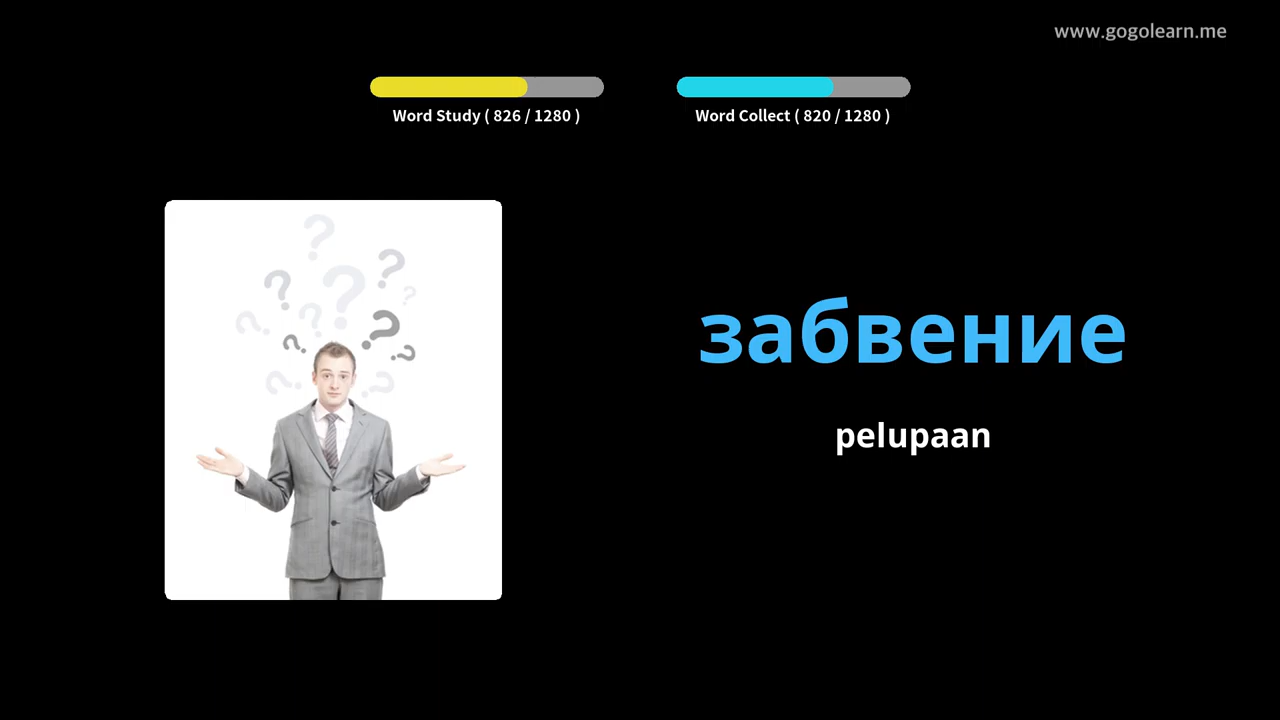 www.gogolearn.me
Word Study ( 826 / 1280 )
Word Collect ( 820 / 1280 )
забвение
pelupaan